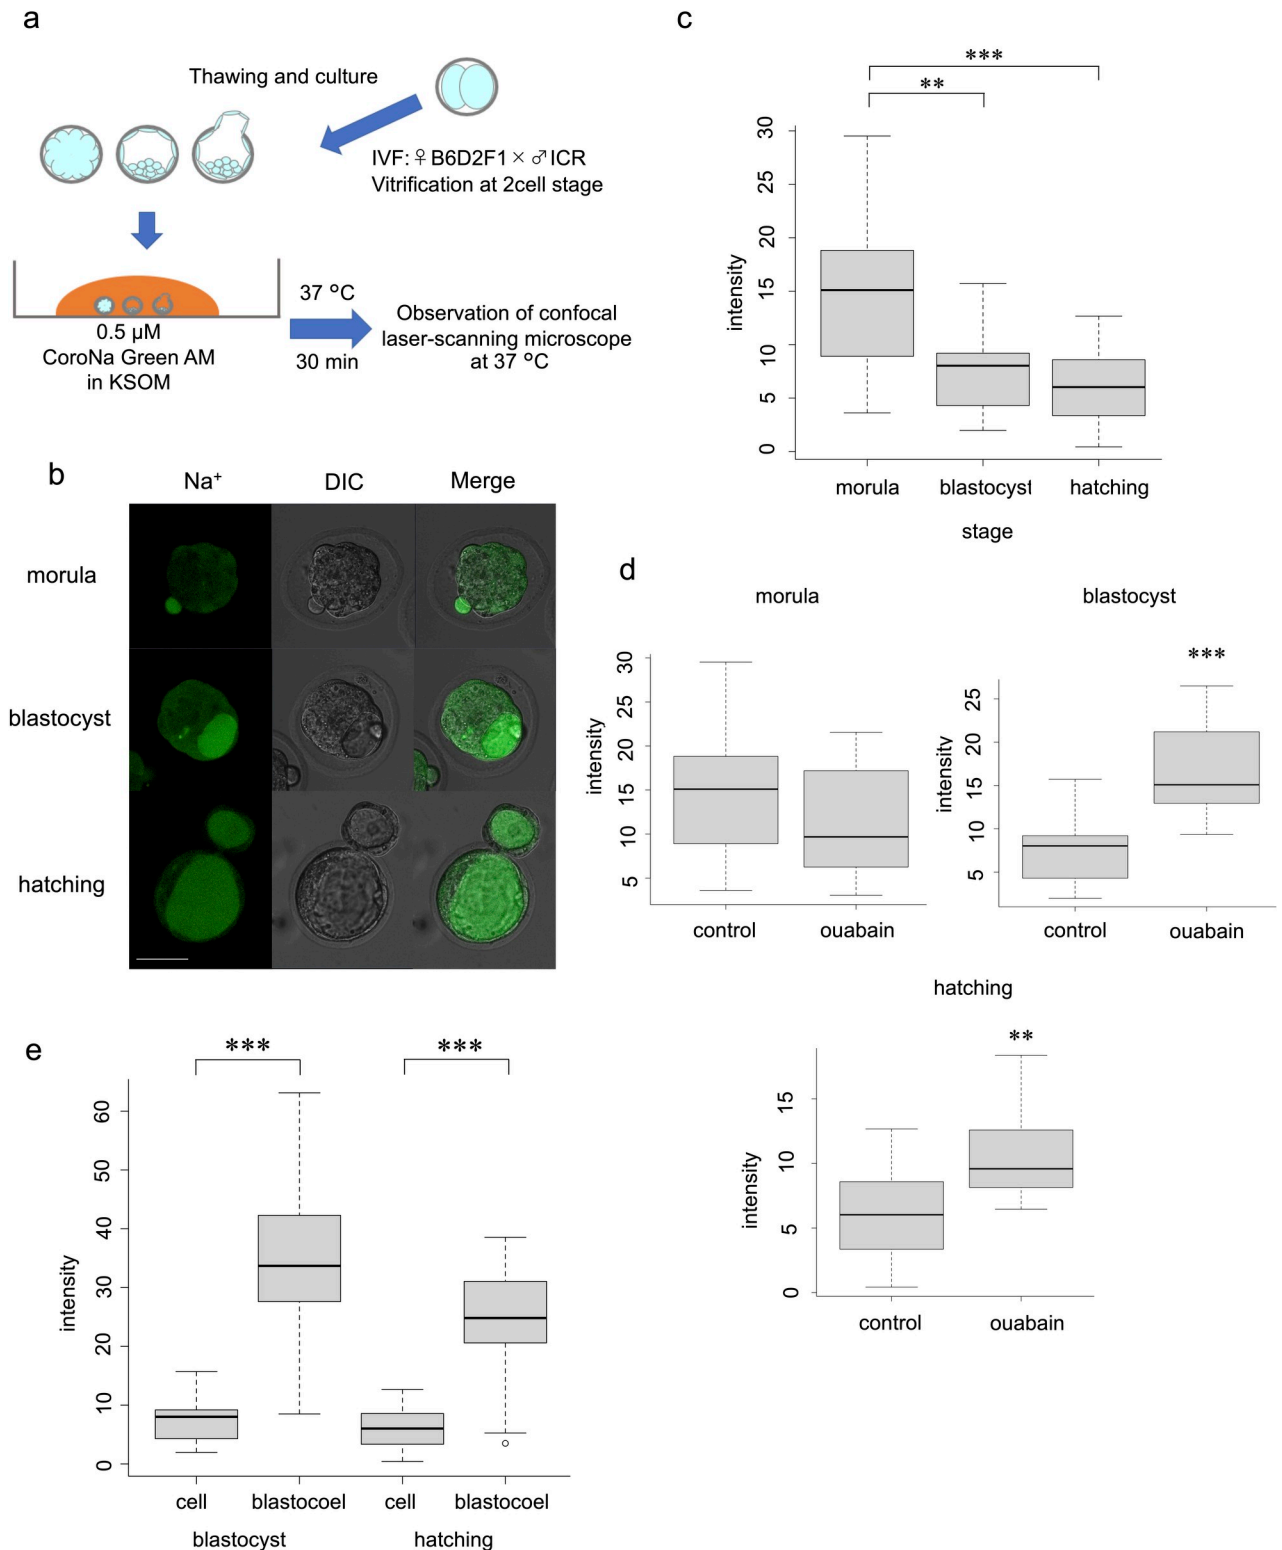 a
Thawing and culture
IVF: ♀B6D2F1 × ♂ICR
Vitrification at 2cell stage
0.5 µM
CoroNa Green AM
in KSOM
37 °C
30 min
Observation of confocal
laser-scanning microscope
at 37 °C
b
Na⁺ DIC Merge
morula
blastocyst
hatching
c
***
**
30
25
20
15
10
5
0
intensity
morula blastocyst hatching
stage
d
morula
30
25
20
15
10
5
intensity
control ouabain
blastocyst
***
25
20
15
10
5
intensity
control ouabain
hatching
**
15
10
5
0
intensity
control ouabain
e
*** ***
60
50
40
30
20
10
0
intensity
cell blastocoel cell blastocoel
blastocyst hatching